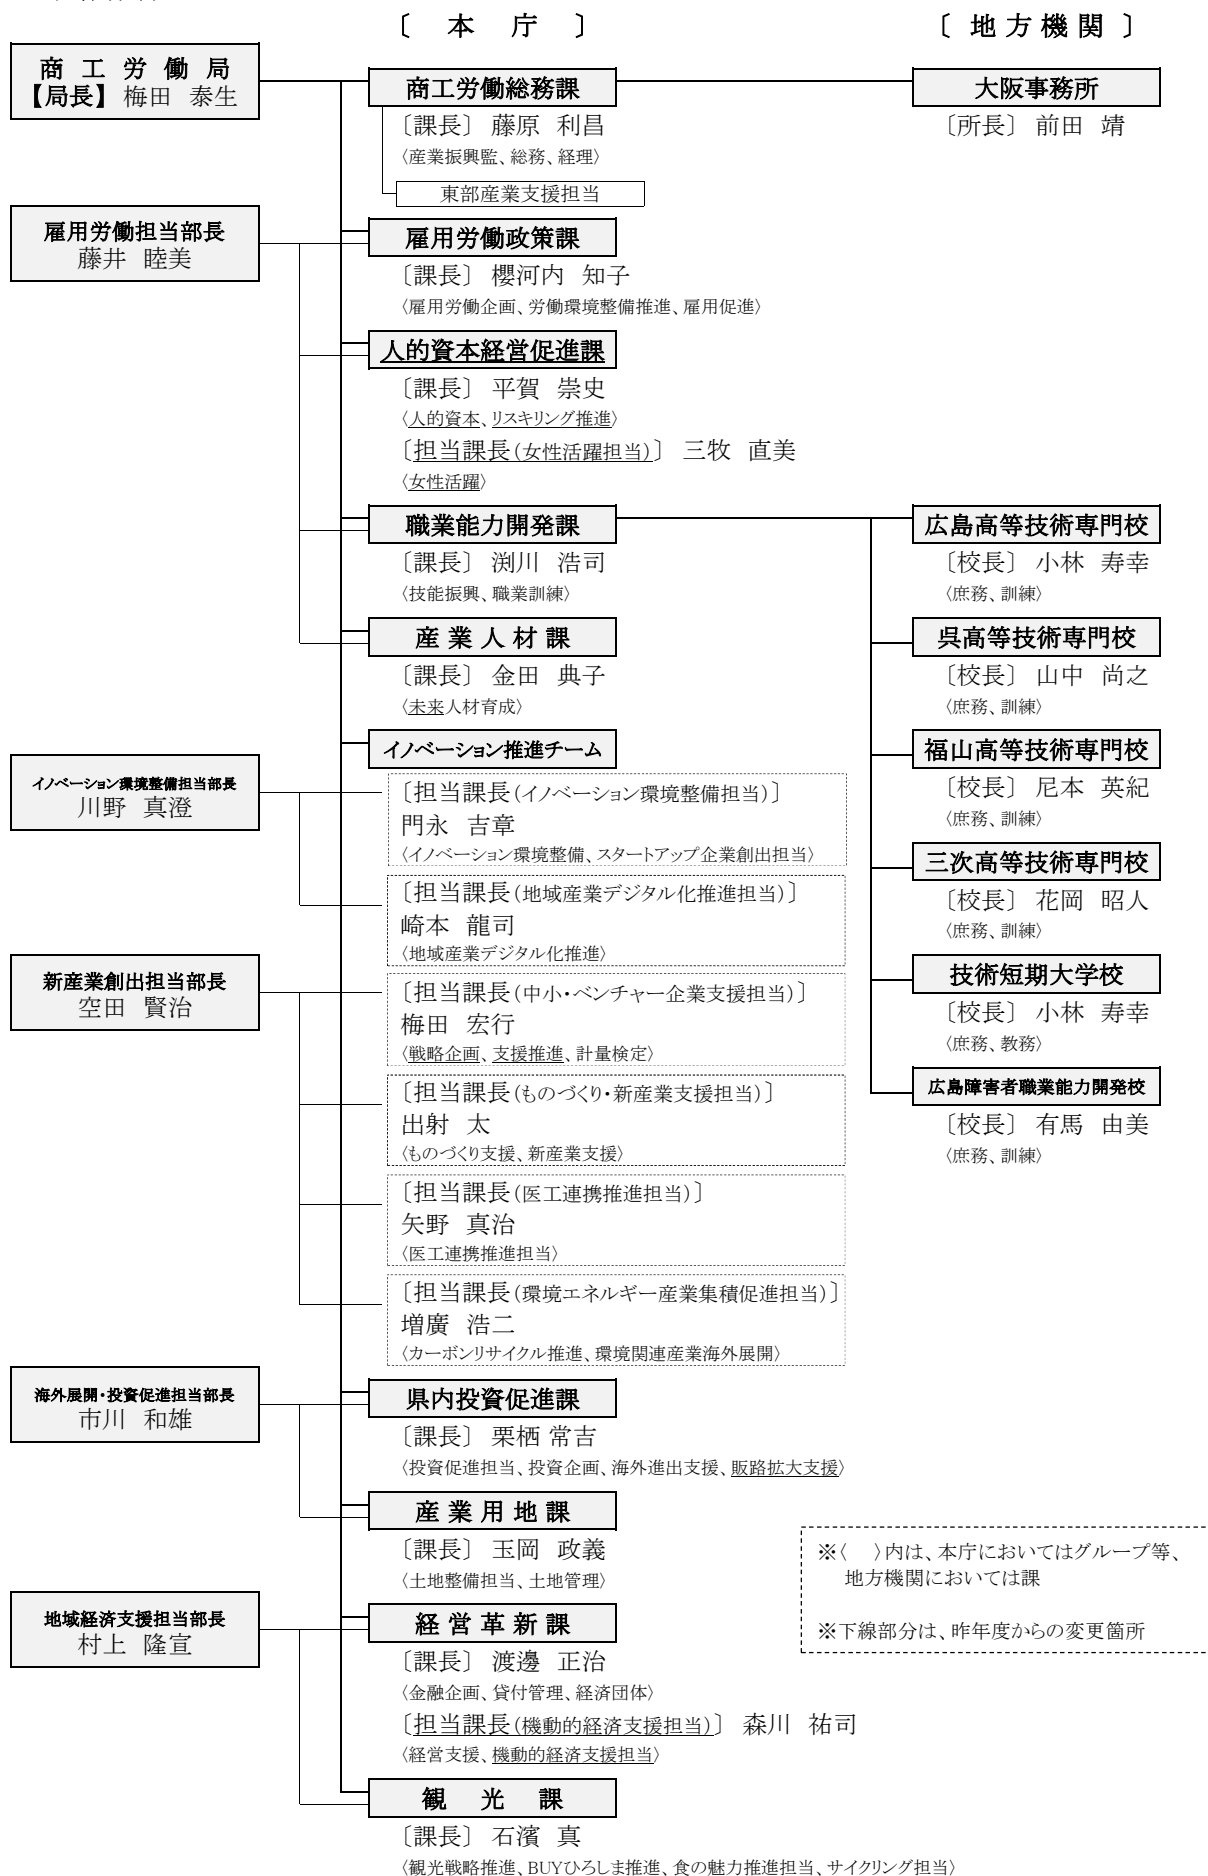 〔　本　庁　〕
〔 地 方 機 関 〕
商 工 労 働 局
【局長】 梅田　泰生
商工労働総務課
〔課長〕 藤原　利昌
〈産業振興監、総務、経理〉
東部産業支援担当
大阪事務所
〔所長〕 前田　靖
雇用労働担当部長
藤井　睦美
雇用労働政策課
〔課長〕 櫻河内　知子
〈雇用労働企画、労働環境整備推進、雇用促進〉
人的資本経営促進課
〔課長〕 平賀　崇史
〈人的資本、リスキリング推進〉
〔担当課長(女性活躍担当)〕 三牧　直美
〈女性活躍〉
職業能力開発課
〔課長〕 渕川　浩司
〈技能振興、職業訓練〉
広島高等技術専門校
〔校長〕 小林　寿幸
〈庶務、訓練〉
産 業 人 材 課
〔課長〕 金田　典子
〈未来人材育成〉
呉高等技術専門校
〔校長〕 山中　尚之
〈庶務、訓練〉
イノベーション推進チーム
福山高等技術専門校
〔校長〕 尼本　英紀
〈庶務、訓練〉
イノベーション環境整備担当部長
川野　真澄
〔担当課長(イノベーション環境整備担当)〕
門永　吉章
〈イノベーション環境整備、スタートアップ企業創出担当〉
〔担当課長(地域産業デジタル化推進担当)〕
崎本　龍司
〈地域産業デジタル化推進〉
三次高等技術専門校
〔校長〕 花岡　昭人
〈庶務、訓練〉
新産業創出担当部長
空田　賢治
〔担当課長(中小・ベンチャー企業支援担当)〕
梅田　宏行
〈戦略企画、支援推進、計量検定〉
技術短期大学校
〔校長〕 小林　寿幸
〈庶務、教務〉
〔担当課長(ものづくり・新産業支援担当)〕
出射　太
〈ものづくり支援、新産業支援〉
広島障害者職業能力開発校
〔校長〕 有馬　由美
〈庶務、訓練〉
〔担当課長(医工連携推進担当)〕
矢野　真治
〈医工連携推進担当〉
〔担当課長(環境エネルギー産業集積促進担当)〕
増廣　浩二
〈カーボンリサイクル推進、環境関連産業海外展開〉
海外展開・投資促進担当部長
市川　和雄
県内投資促進課
〔課長〕 栗栖 常吉
〈投資促進担当、投資企画、海外進出支援、販路拡大支援〉
産 業 用 地 課
〔課長〕 玉岡　政義
〈土地整備担当、土地管理〉
※〈　〉内は、本庁においてはグループ等、
地方機関においては課
※下線部分は、昨年度からの変更箇所
地域経済支援担当部長
村上　隆宣
経 営 革 新 課
〔課長〕 渡邊　正治
〈金融企画、貸付管理、経済団体〉
〔担当課長(機動的経済支援担当)〕 森川　祐司
〈経営支援、機動的経済支援担当〉
観　光　課
〔課長〕 石濱　真
〈観光戦略推進、BUYひろしま推進、食の魅力推進担当、サイクリング担当〉